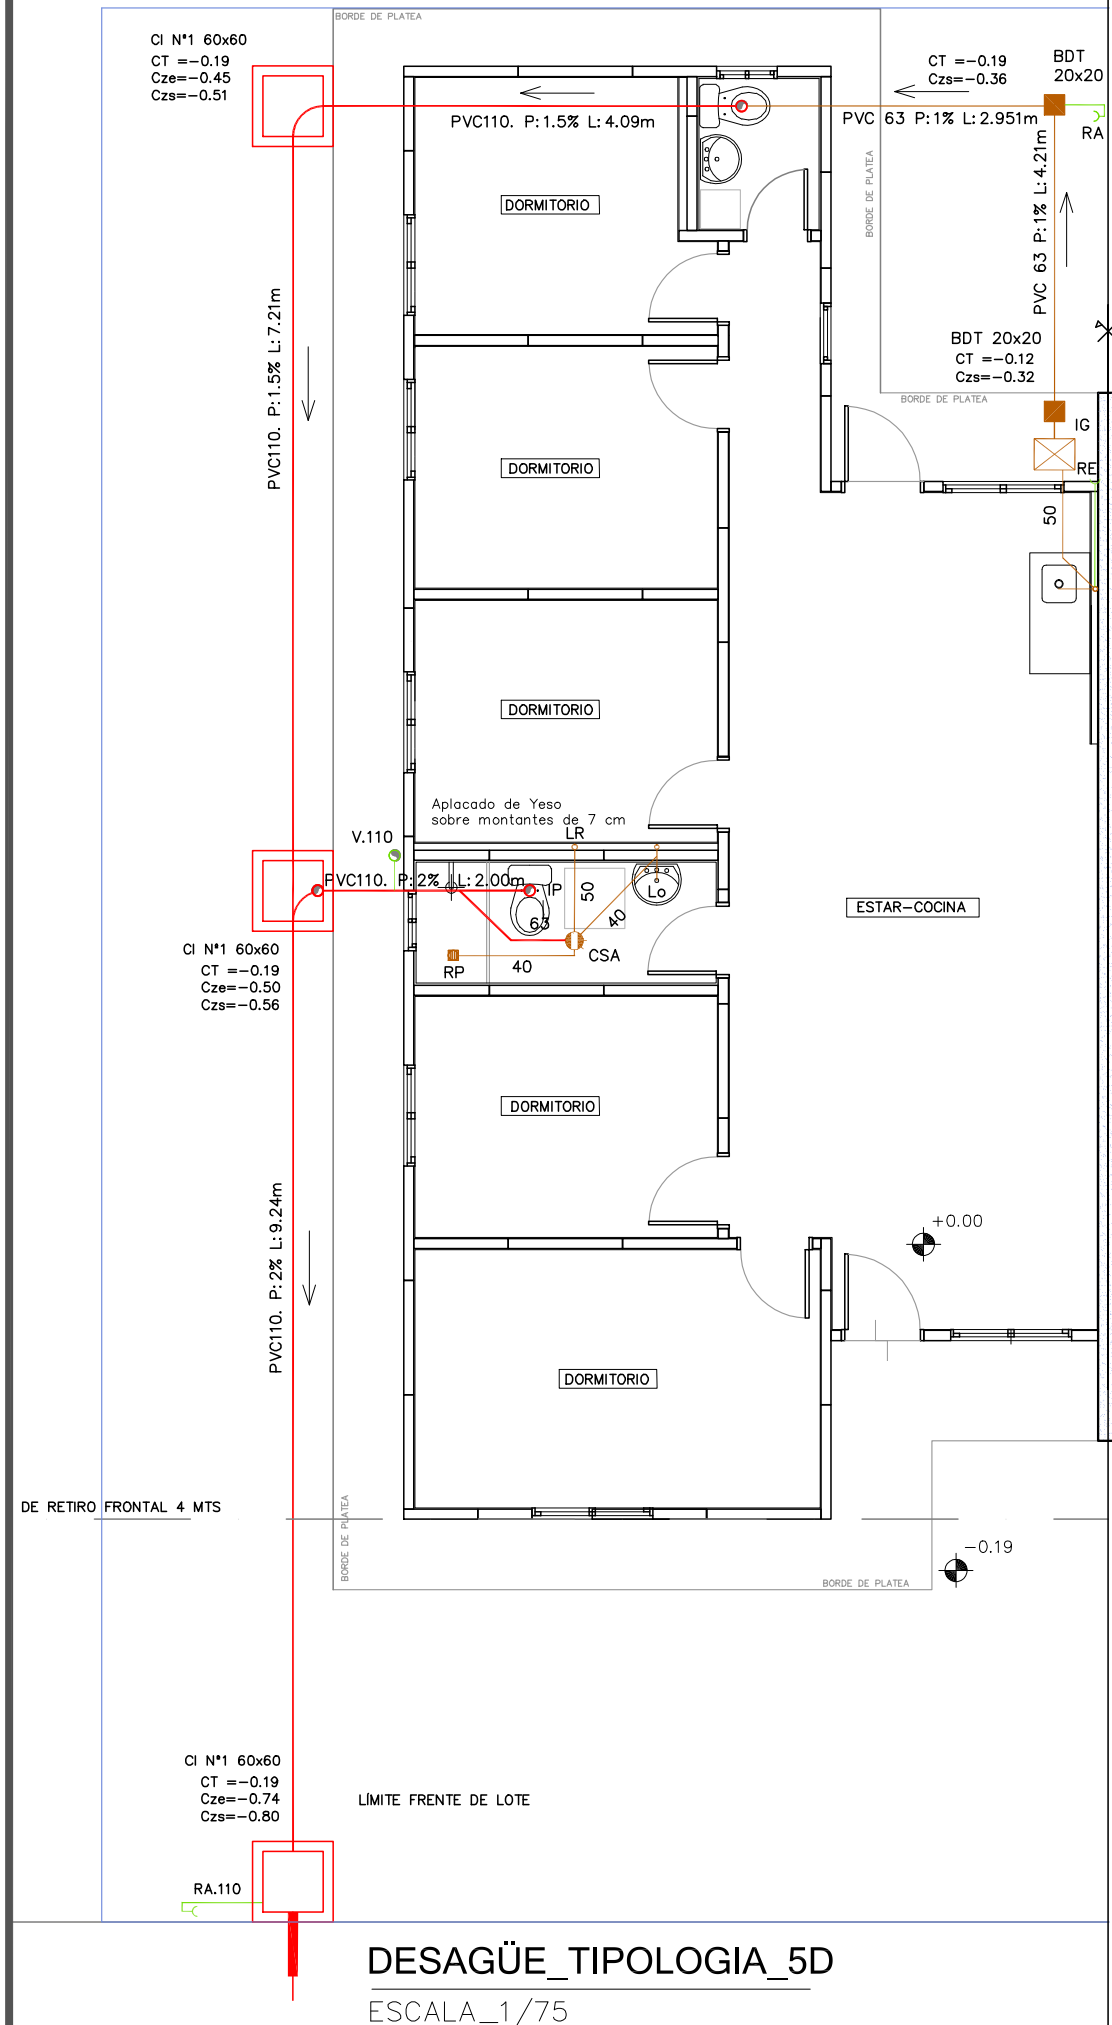 BORDE DE PLATEA
CI N°1 60x60
CT =-0.19
Cze=-0.45
Czs=-0.51
CT =-0.19
Czs=-0.36
BDT
20x20
PVC110. P:1.5% L:4.09m
PVC 63 P:1% L:2.951m
RA
BORDE DE PLATEA
PVC 63 P:1% L:4.21m
DORMITORIO
PVC110. P:1.5% L:7.21m
BDT 20x20
CT =-0.12
Czs=-0.32
BORDE DE PLATEA
IG
RE
50
DORMITORIO
DORMITORIO
Aplacado de Yeso
sobre montantes de 7 cm
LR
V.110
PVC110. P:2% L:2.00m
IP
50
Lo
63
40
CSA
RP
40
ESTAR-COCINA
CI N°1 60x60
CT =-0.19
Cze=-0.50
Czs=-0.56
DORMITORIO
PVC110. P:2% L:9.24m
+0.00
DORMITORIO
DE RETIRO FRONTAL 4 MTS
BORDE DE PLATEA
-0.19
BORDE DE PLATEA
CI N°1 60x60
CT =-0.19
Cze=-0.74
Czs=-0.80
LÍMITE FRENTE DE LOTE
RA.110
DESAGÜE_TIPOLOGIA_5D
ESCALA_1/75